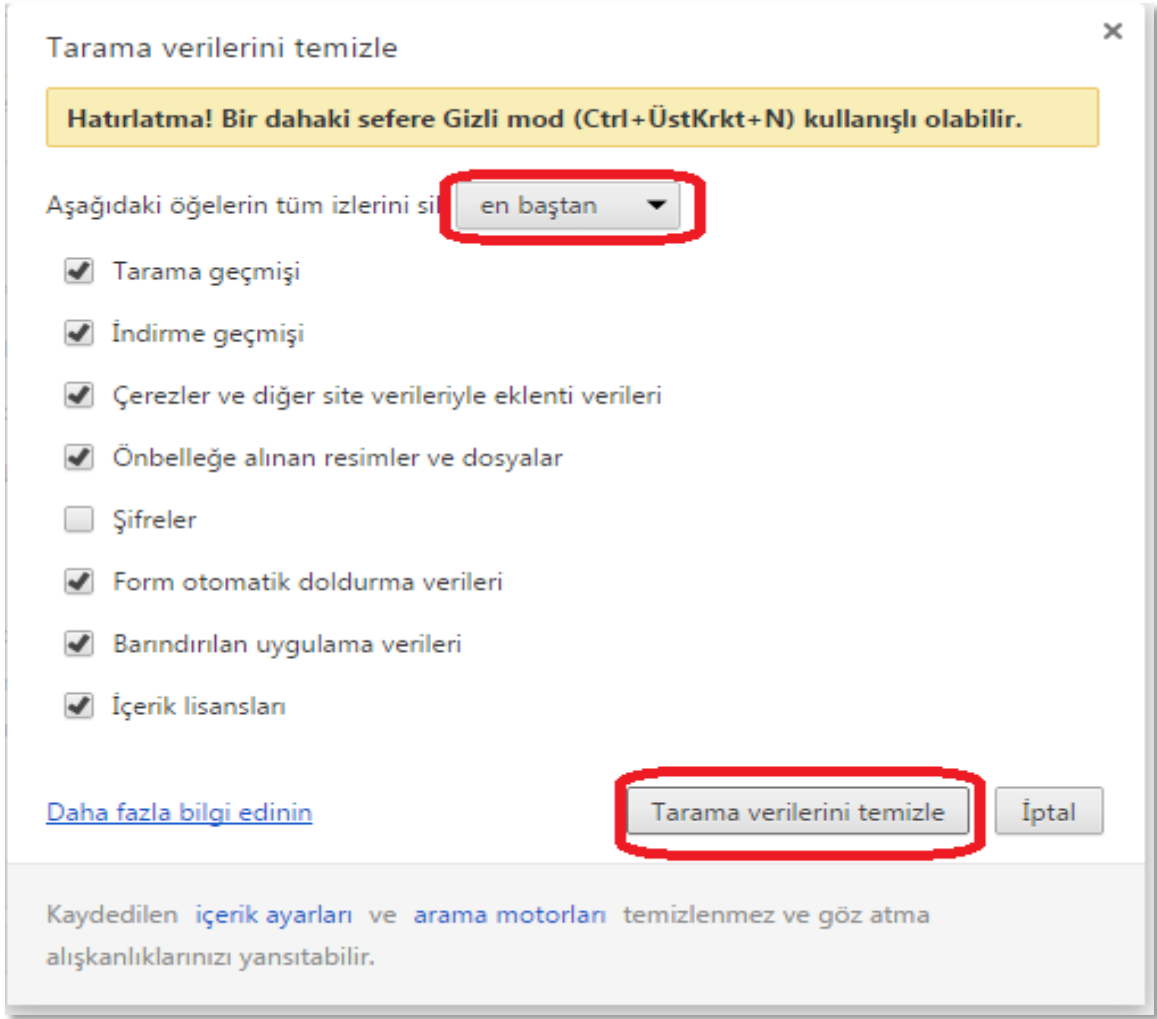 Tarama verilerini temizle
Hatırlatma! Bir dahaki sefere Gizli mod (Ctrl+ÜstKrkt+N) kullanışlı olabilir.
Aşağıdaki öğelerin tüm izlerini sil en baştan
Tarama geçmişi
İndirme geçmişi
Çerezler ve diğer site verileriyle eklenti verileri
Önbelleğe alınan resimler ve dosyalar
Şifreler
Form otomatik doldurma verileri
Barındırılan uygulama verileri
İçerik lisansları
Daha fazla bilgi edinin Tarama verilerini temizle İptal
Kaydedilen içerik ayarları ve arama motorları temizlenmez ve göz atma
alışkanlıklarınızı yansıtabilir.